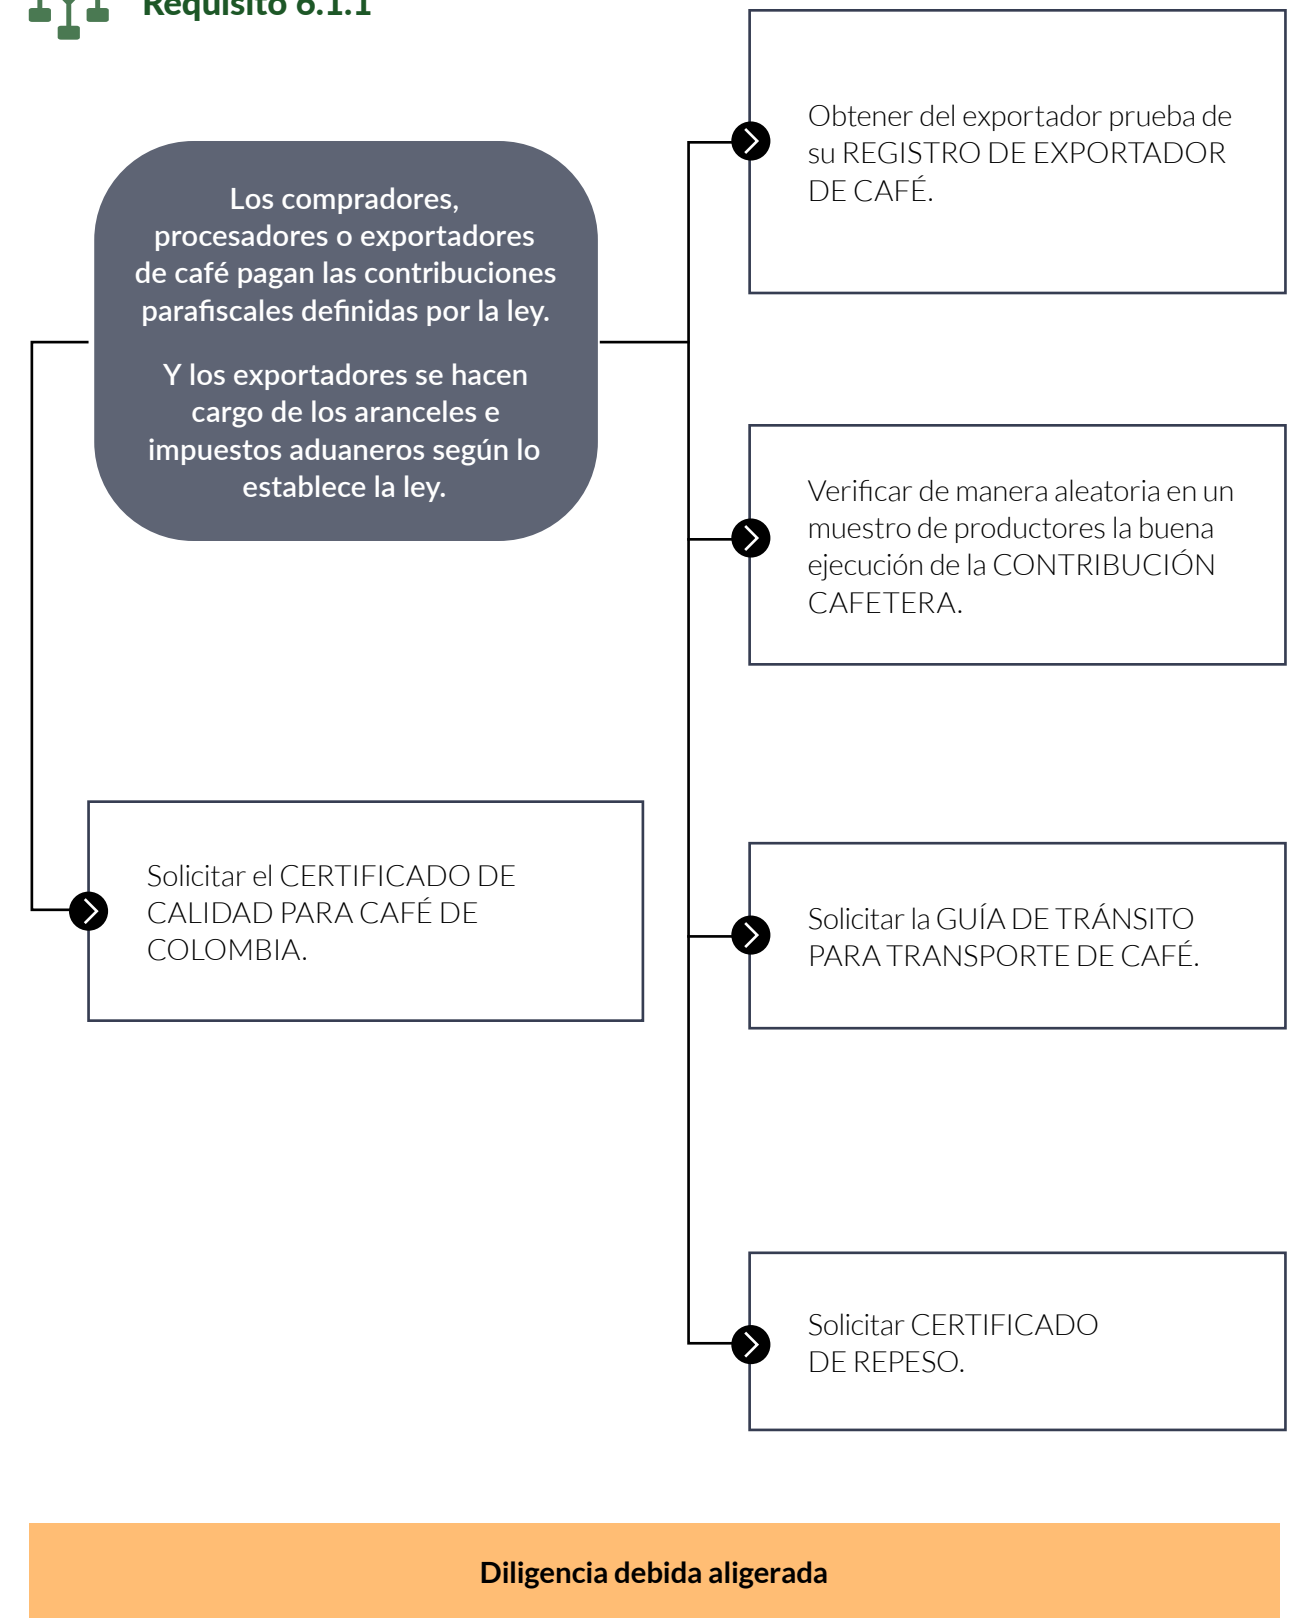 Requisito 6.1.1
Los compradores,
procesadores o exportadores
de café pagan las contribuciones
parafiscales definidas por la ley.
Y los exportadores se hacen
cargo de los aranceles e
impuestos aduaneros según lo
establece la ley.
Obtener del exportador prueba de
su REGISTRO DE EXPORTADOR
DE CAFÉ.
Verificar de manera aleatoria en un
muestro de productores la buena
ejecución de la CONTRIBUCIÓN
CAFETERA.
Solicitar el CERTIFICADO DE
CALIDAD PARA CAFÉ DE
COLOMBIA.
Solicitar la GUÍA DE TRÁNSITO
PARA TRANSPORTE DE CAFÉ.
Solicitar CERTIFICADO
DE REPESO.
Diligencia debida aligerada